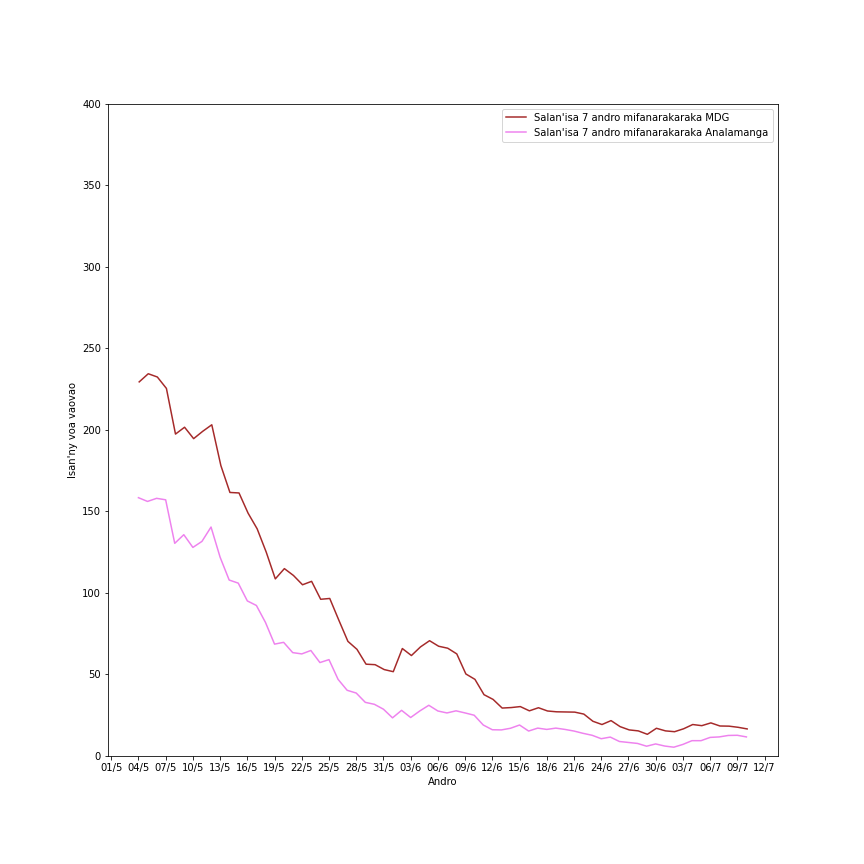 Salan'isa 7 andro mifanarakaraka MDG
Salan'isa 7 andro mifanarakaraka Analamanga
400
350
300
250
200
150
100
50
0
Isan'ny voa vaovao
01/5 04/5 07/5 10/5 13/5 16/5 19/5 22/5 25/5 28/5 31/5 03/6 06/6 09/6 12/6 15/6 18/6 21/6 24/6 27/6 30/6 03/7 06/7 09/7 12/7
Andro